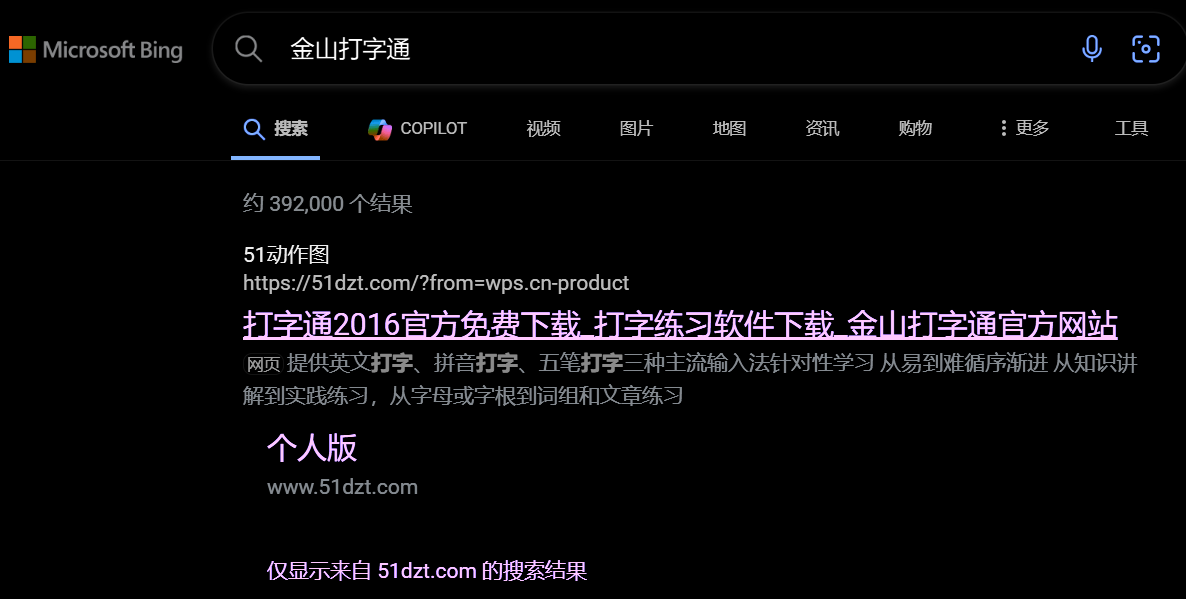 Microsoft Bing
金山打字通
搜索 COPILOT 视频 图片 地图 资讯 购物 更多 工具
约 392,000 个结果
51动作图
https://51dzt.com/?from=wps.cn-product
打字通2016官方免费下载_打字练习软件下载_金山打字通官方网站
网页 提供英文打字、拼音打字、五笔打字三种主流输入法针对性学习 从易到难循序渐进 从知识讲
解到实践练习，从字母或字根到词组和文章练习
个人版
www.51dzt.com
仅显示来自 51dzt.com 的搜索结果